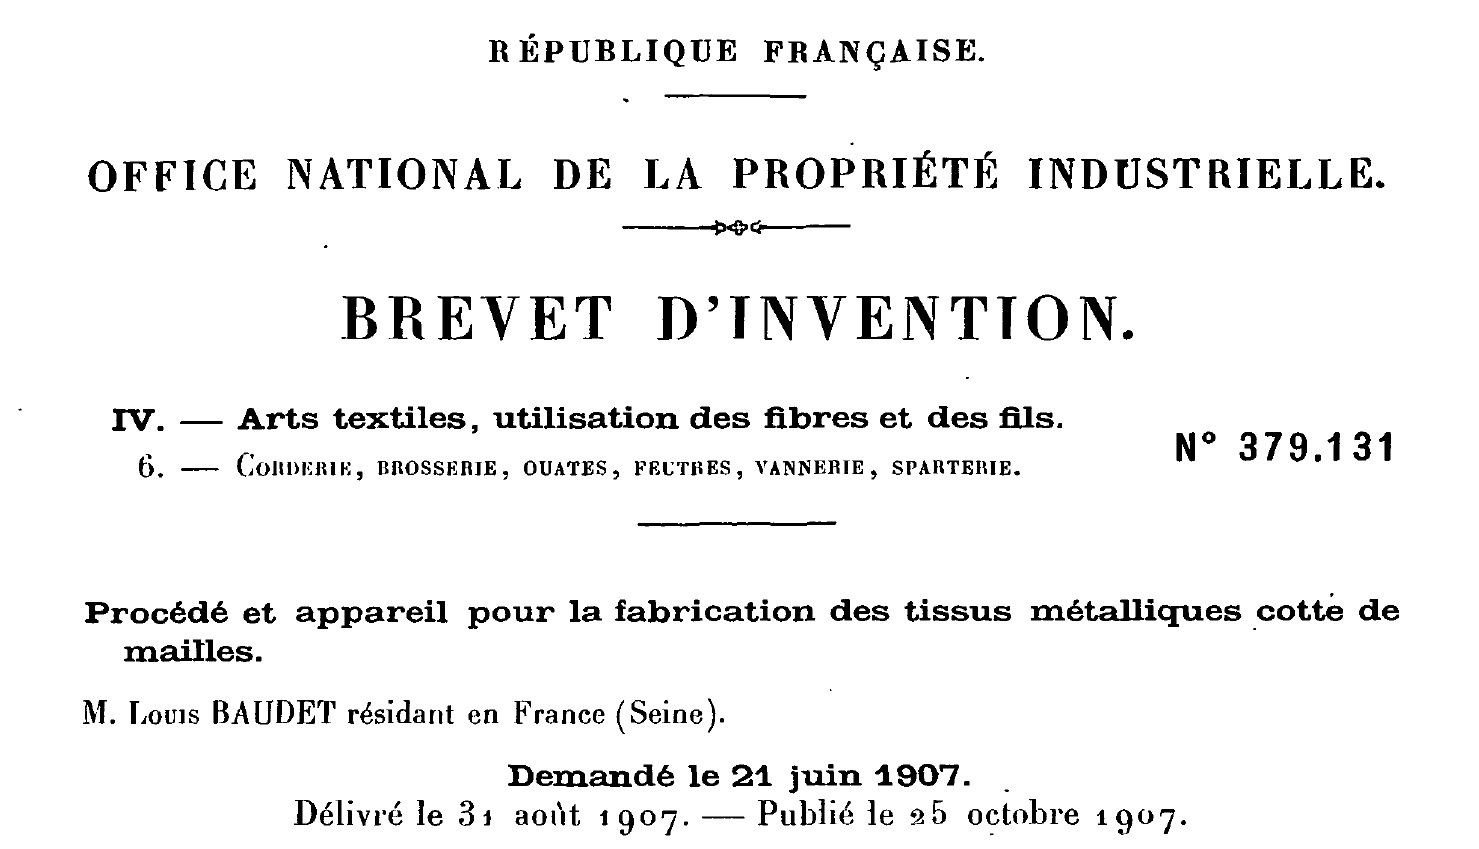 RÉPUBLIQUE FRANÇAISE.
OFFICE NATIONAL DE LA PROPRIÉTÉ INDUSTRIELLE.
BREVET D'INVENTION.
IV. — Arts textiles, utilisation des fibres et des fils.
6. — CORDERIE, BROSSERIE, OUATES, FEUTRES, VANNERIE, SPARTERIE.
N° 379.131
Procédé et appareil pour la fabrication des tissus métalliques cotte de
mailles.
M. LOUIS BAUDET résidant en France (Seine).
Demandé le 21 juin 1907.
Délivré le 31 août 1907. — Publié le 25 octobre 1907.